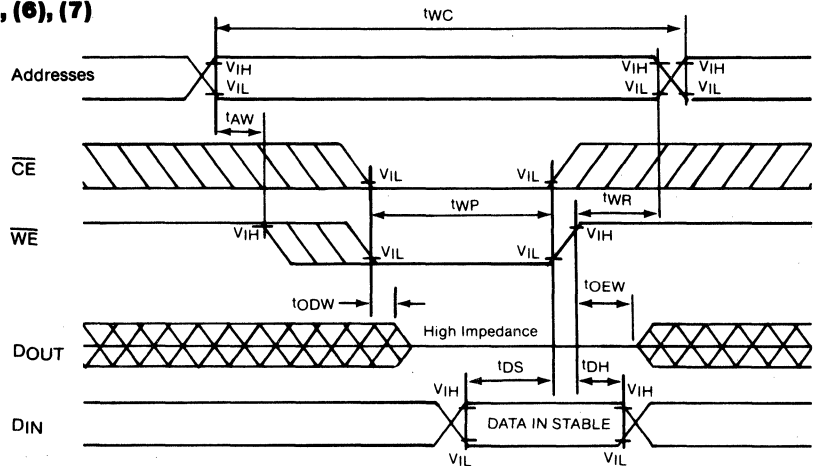 , (6), (7)
tWC
Addresses
VIH
VIL
VIH
VIL
VIH
VIL
tAW
CE
VIL
VIL
tWP
tWR
WE
VIH
VIL
VIL
VIH
tODW
tOEW
DOUT
High Impedance
tDS
tDH
VIH
VIH
DIN
DATA IN STABLE
VIL
VIL